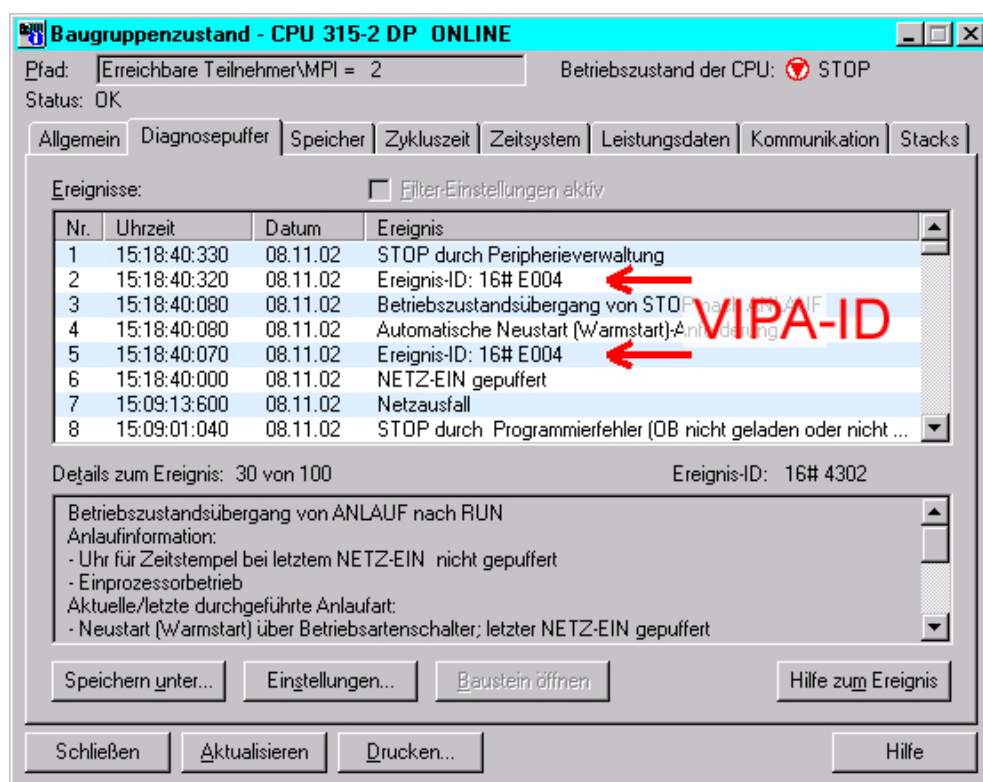 Baugruppenzustand - CPU 315-2 DP ONLINE
Pfad: Erreichbare Teilnehmer\MPI = 2 Betriebszustand der CPU: STOP
Status: OK
Allgemein Diagnosepuffer Speicher Zykluszeit Zeitsystem Leistungsdaten Kommunikation Stacks
Ereignisse: Filter-Einstellungen aktiv
Nr. Uhrzeit Datum Ereignis
1 15:18:40:330 08.11.02 STOP durch Peripherieverwaltung
2 15:18:40:320 08.11.02 Ereignis-ID: 16# E004
3 15:18:40:080 08.11.02 Betriebszustandsübergang von STOP nach ANLAUF
VIPA-ID
4 15:18:40:080 08.11.02 Automatische Neustart (Warmstart)-Anforderung
5 15:18:40:070 08.11.02 Ereignis-ID: 16# E004
6 15:18:40:000 08.11.02 NETZ-EIN gepuffert
7 15:09:13:600 08.11.02 Netzausfall
8 15:09:01:040 08.11.02 STOP durch Programmierfehler (OB nicht geladen oder nicht ...
Details zum Ereignis: 30 von 100 Ereignis-ID: 16# 4302
Betriebszustandsübergang von ANLAUF nach RUN
Anlaufinformation:
- Uhr für Zeitstempel bei letztem NETZ-EIN nicht gepuffert
- Einprozessorbetrieb
Aktuelle/letzte durchgeführte Anlaufart:
- Neustart (Warmstart) über Betriebsartenschalter; letzter NETZ-EIN gepuffert
Speichern unter... Einstellungen... Baustein öffnen Hilfe zum Ereignis
Schließen Aktualisieren Drucken... Hilfe